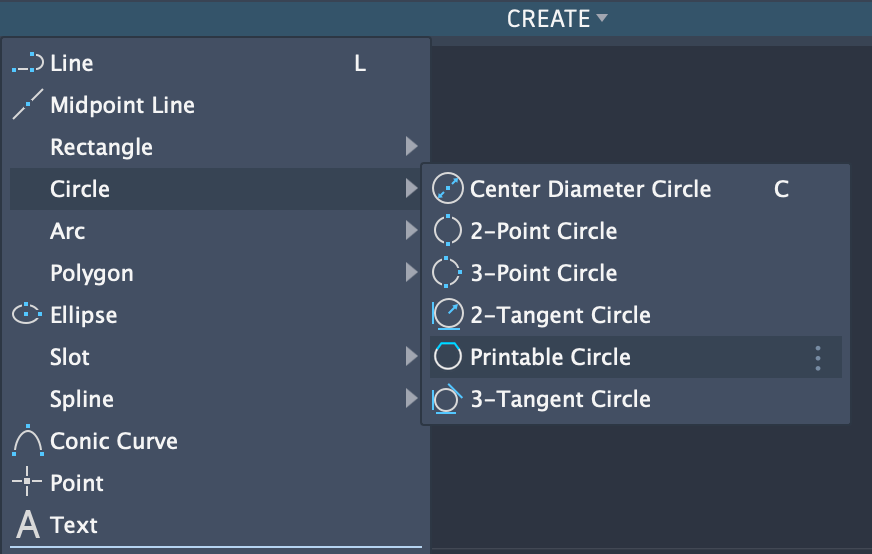 CREATE
Line L
Midpoint Line
Rectangle
Circle
Arc
Polygon
Ellipse
Slot
Spline
Conic Curve
Point
A Text
Center Diameter Circle C
2-Point Circle
3-Point Circle
2-Tangent Circle
Printable Circle
3-Tangent Circle